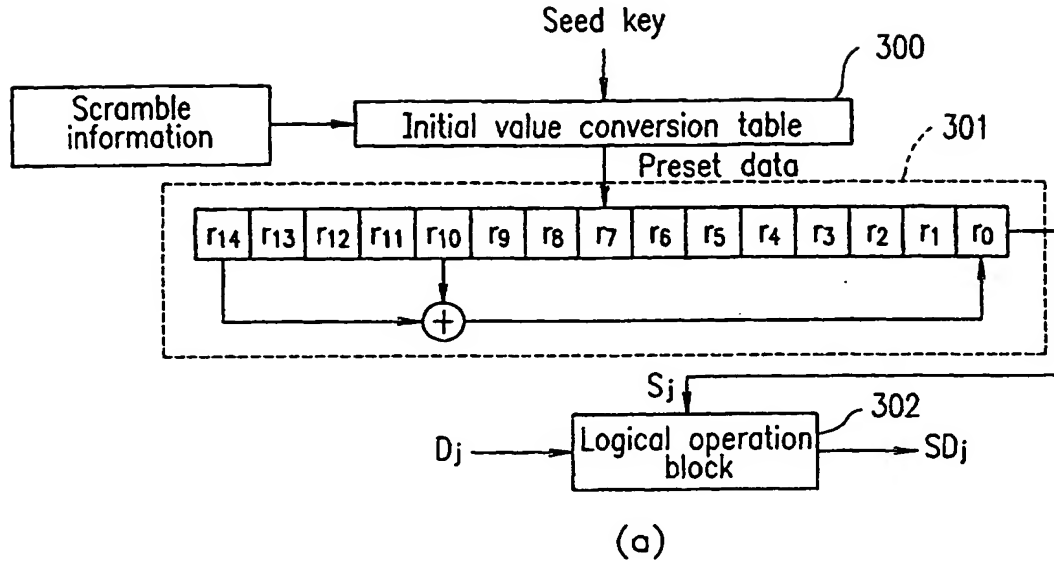 Seed key
300
Scramble
information
Initial value conversion table
301
Preset data
r14 r13 r12 r11 r10 r9 r8 r7 r6 r5 r4 r3 r2 r1 r0
+
Sj
302
Dj
Logical operation
block
SDj
(a)